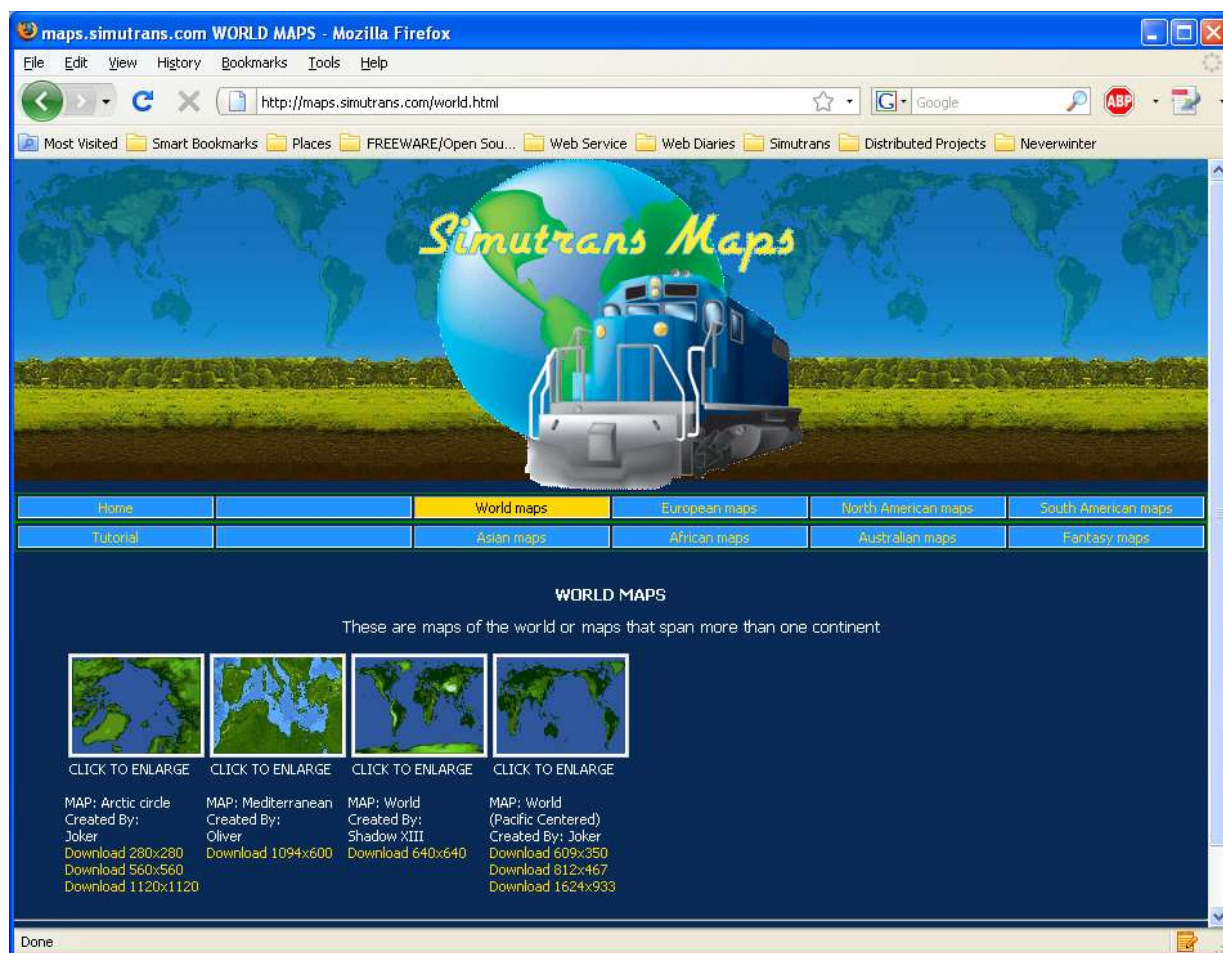 maps.simutrans.com WORLD MAPS - Mozilla Firefox
File Edit View History Bookmarks Tools Help
http://maps.simutrans.com/world.html
G Google
ABP
Most Visited Smart Bookmarks Places FREEWARE/Open Sou... Web Service Web Diaries Simutrans Distributed Projects Neverwinter
Simutrans Maps
Home World maps European maps North American maps South American maps
Tutorial Asian maps African maps Australian maps Fantasy maps
WORLD MAPS
These are maps of the world or maps that span more than one continent
CLICK TO ENLARGE
MAP: Arctic circle
Created By:
Joker
Download 280x280
Download 560x560
Download 1120x1120
CLICK TO ENLARGE
MAP: Mediterranean
Created By:
Oliver
Download 1094x600
CLICK TO ENLARGE
MAP: World
Created By:
Shadow XIII
Download 640x640
CLICK TO ENLARGE
MAP: World
(Pacific Centered)
Created By: Joker
Download 609x350
Download 812x467
Download 1624x933
Done